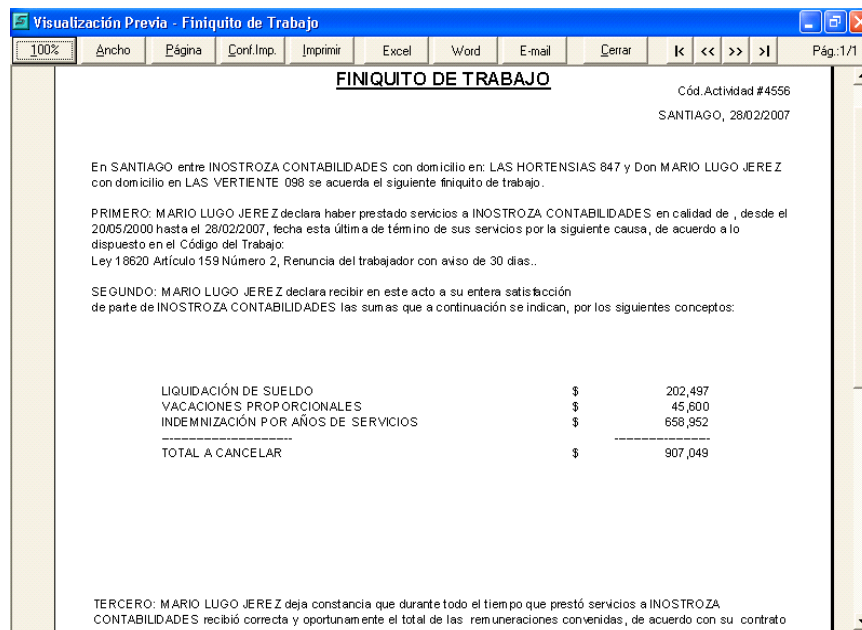 Visualización Previa - Finiquito de Trabajo
100% Ancho Página Conf.Imp. Imprimir Excel Word E-mail Cerrar |< << >> >| Pág.:1/1
FINIQUITO DE TRABAJO
Cód.Actividad #4556
SANTIAGO, 28/02/2007
En SANTIAGO entre INOSTROZA CONTABILIDADES con domicilio en: LAS HORTENSIAS 847 y Don MARIO LUGO JEREZ
con domicilio en LAS VERTIENTE 098 se acuerda el siguiente finiquito de trabajo.
PRIMERO: MARIO LUGO JEREZ declara haber prestado servicios a INOSTROZA CONTABILIDADES en calidad de , desde el
20/05/2000 hasta el 28/02/2007, fecha esta última de término de sus servicios por la siguiente causa, de acuerdo a lo
dispuesto en el Código del Trabajo:
Ley 18620 Artículo 159 Número 2, Renuncia del trabajador con aviso de 30 dias..
SEGUNDO: MARIO LUGO JEREZ declara recibir en este acto a su entera satisfacción
de parte de INOSTROZA CONTABILIDADES las sumas que a continuación se indican, por los siguientes conceptos:
LIQUIDACIÓN DE SUELDO $ 202,497
VACACIONES PROPORCIONALES $ 45,600
INDEMNIZACIÓN POR AÑOS DE SERVICIOS $ 658,952
TOTAL A CANCELAR $ 907,049
TERCERO: MARIO LUGO JEREZ deja constancia que durante todo el tiempo que prestó servicios a INOSTROZA
CONTABILIDADES recibió correcta y oportunamente el total de las remuneraciones convenidas, de acuerdo con su contrato